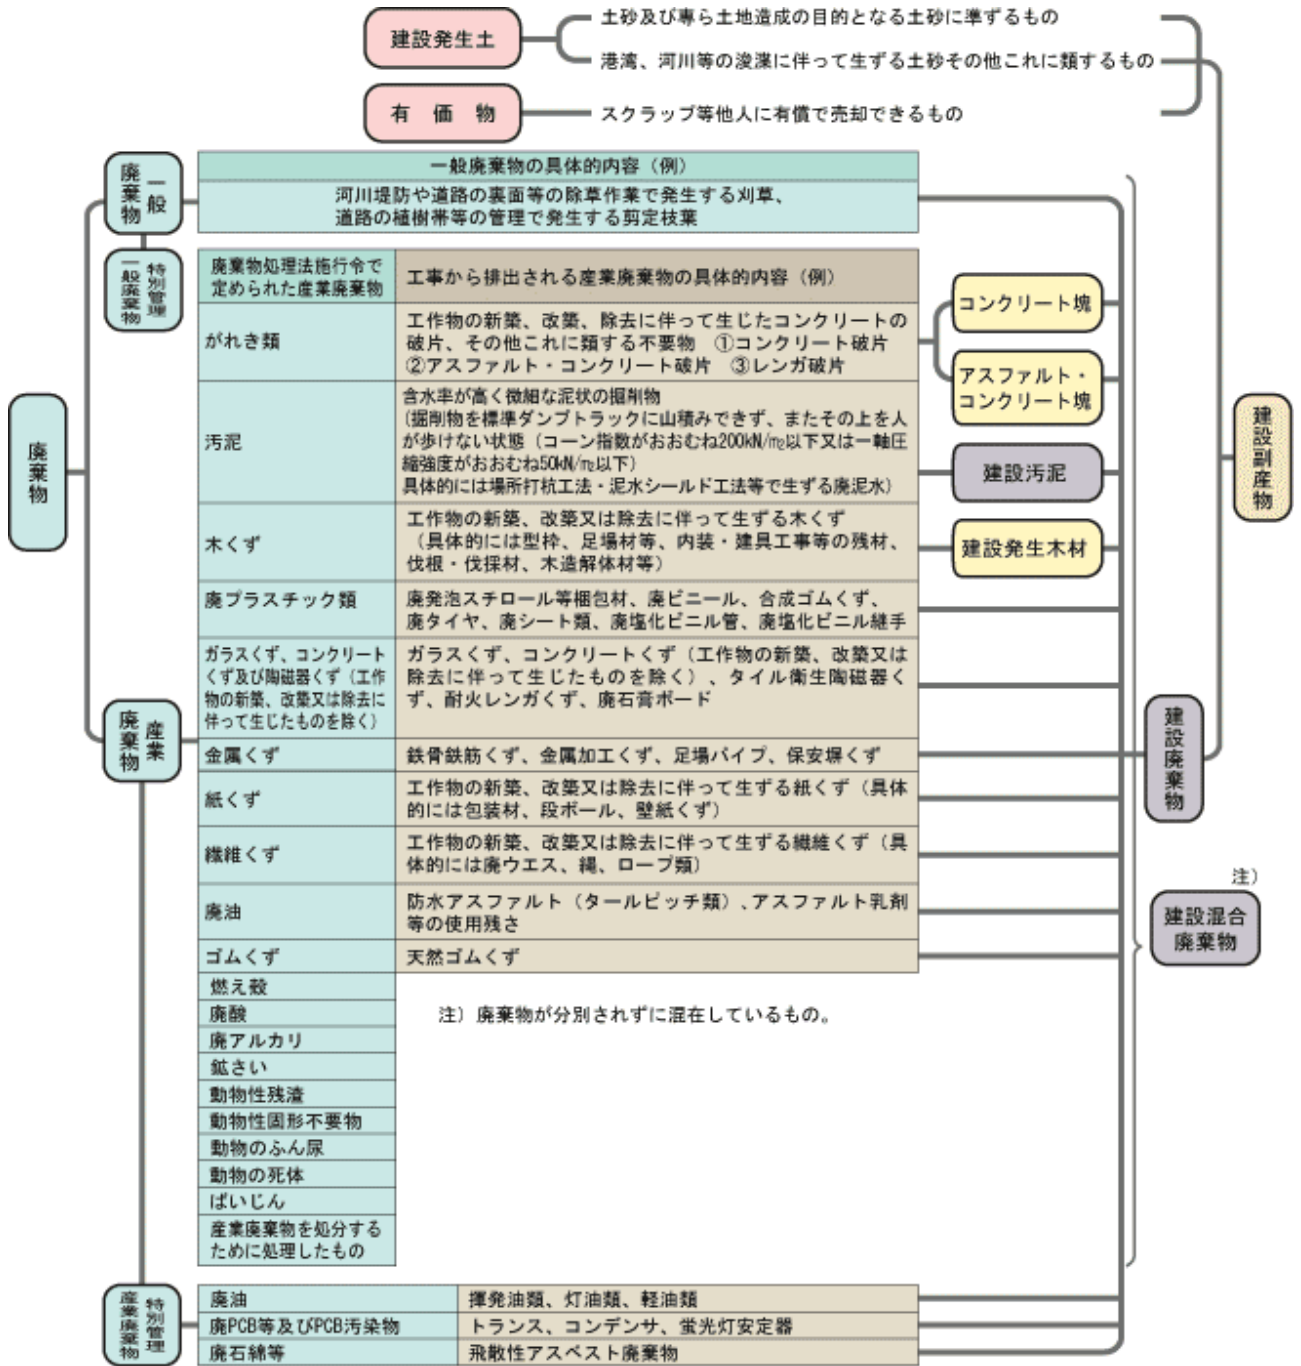 建設発生土
土砂及び専ら土地造成の目的となる土砂に準ずるもの
港湾、河川等の浚渫に伴って生ずる土砂その他これに類するもの
有価物
スクラップ等他人に有償で売却できるもの
一般
廃棄物
一般廃棄物の具体的内容（例）
河川堤防や道路の裏面等の除草作業で発生する刈草、
道路の植樹帯等の管理で発生する剪定枝葉
特別管理
一般廃棄物
廃棄物処理法施行令で
定められた産業廃棄物
工事から排出される産業廃棄物の具体的内容（例）
がれき類
工作物の新築、改築、除去に伴って生じたコンクリートの
破片、その他これに類する不要物　①コンクリート破片
②アスファルト・コンクリート破片　③レンガ破片
コンクリート塊
アスファルト・
コンクリート塊
汚泥
含水率が高く微細な泥状の掘削物
（掘削物を標準ダンプトラックに山積みできず、またその上を人
が歩けない状態（コーン指数がおおむね200kN/㎡以下又は一軸圧
縮強度がおおむね50kN/㎡以下）
具体的には場所打杭工法・泥水シールド工法等で生ずる廃泥水）
建設汚泥
木くず
工作物の新築、改築又は除去に伴って生ずる木くず
（具体的には型枠、足場材等、内装・建具工事等の残材、
伐根・伐採材、木造解体材等）
建設発生木材
廃プラスチック類
廃発泡スチロール等梱包材、廃ビニール、合成ゴムくず、
廃タイヤ、廃シート類、廃塩化ビニル管、廃塩化ビニル継手
ガラスくず、コンクリート
くず及び陶磁器くず（工作
物の新築、改築又は除去に
伴って生じたものを除く）
ガラスくず、コンクリートくず（工作物の新築、改築又は
除去に伴って生じたものを除く）、タイル衛生陶磁器く
ず、耐火レンガくず、廃石膏ボード
金属くず
鉄骨鉄筋くず、金属加工くず、足場パイプ、保安塀くず
紙くず
工作物の新築、改築又は除去に伴って生ずる紙くず（具体
的には包装材、段ボール、壁紙くず）
繊維くず
工作物の新築、改築又は除去に伴って生ずる繊維くず（具
体的には廃ウエス、縄、ロープ類）
廃油
防水アスファルト（タールピッチ類）、アスファルト乳剤
等の使用残さ
ゴムくず
天然ゴムくず
燃え殻
廃酸
廃アルカリ
鉱さい
動物性残渣
動物性固形不要物
動物のふん尿
動物の死体
ばいじん
産業廃棄物を処分する
ために処理したもの
注）廃棄物が分別されずに混在しているもの。
廃棄物
産業
廃棄物
特別管理
産業廃棄物
廃油
揮発油類、灯油類、軽油類
廃PCB等及びPCB汚染物
トランス、コンデンサ、蛍光灯安定器
廃石綿等
飛散性アスベスト廃棄物
建設副産物
建設廃棄物
注）
建設混合
廃棄物